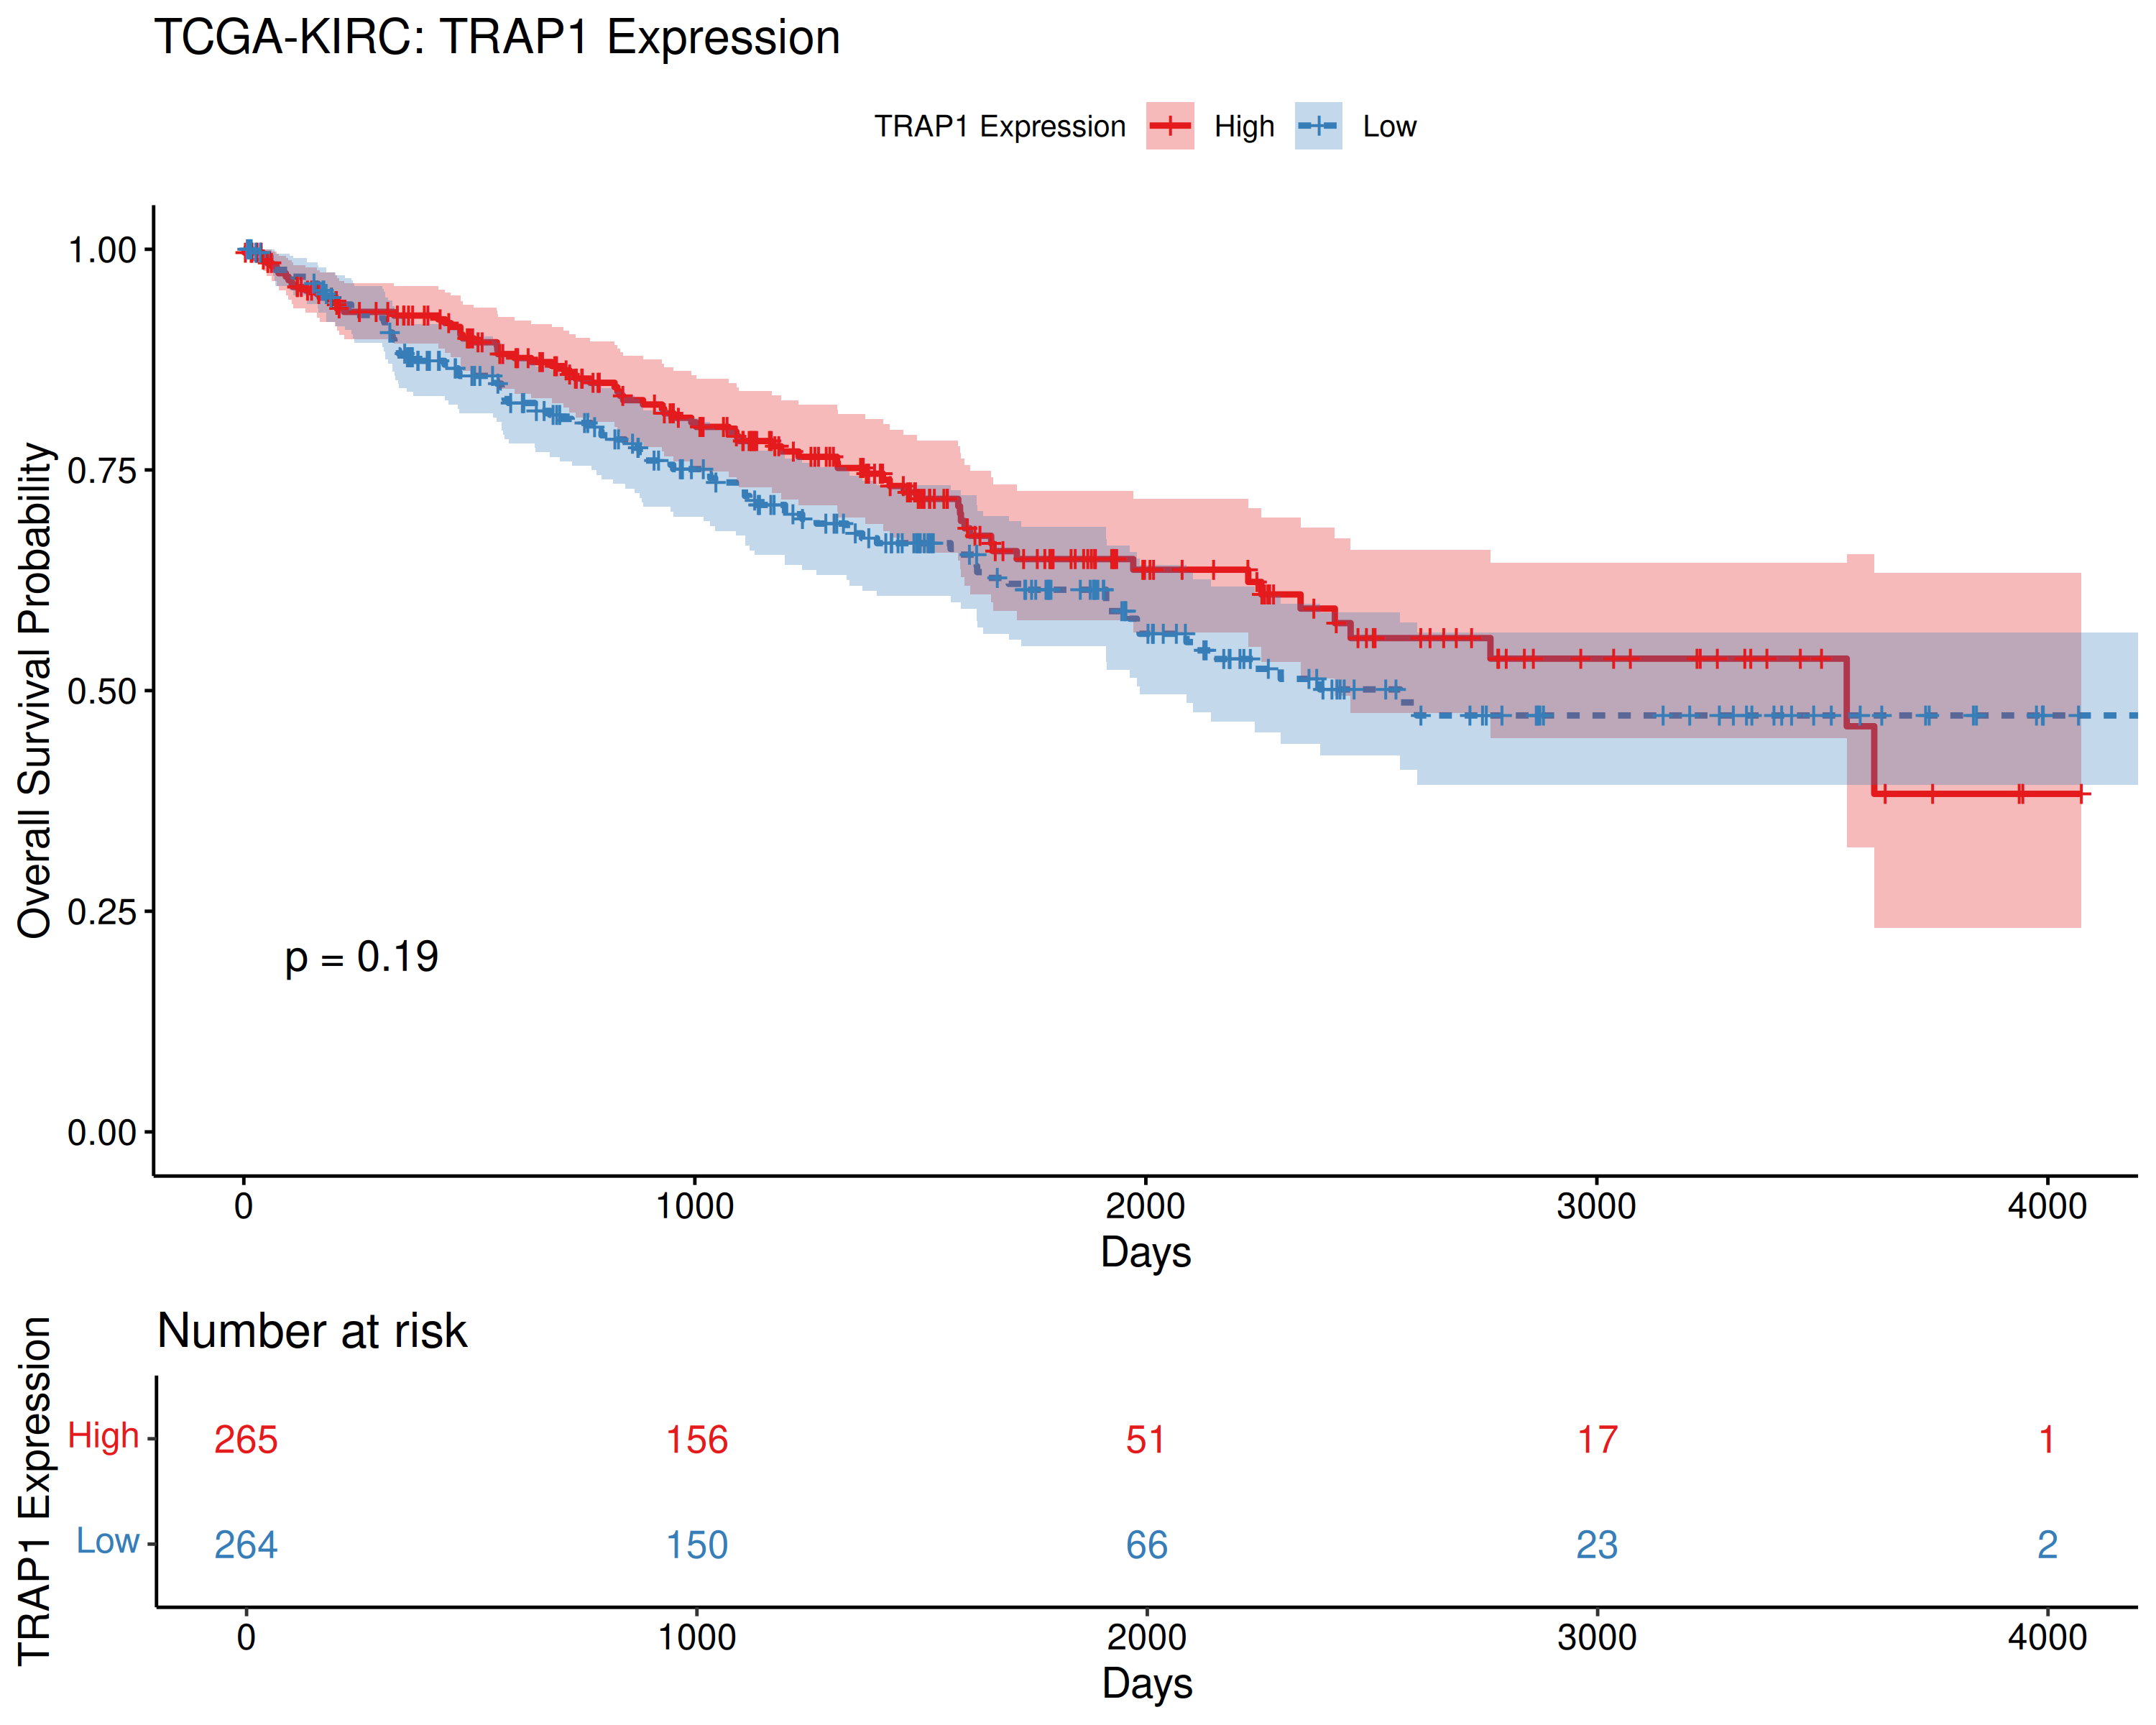 TCGA-KIRC: TRAP1 Expression
TRAP1 Expression High Low
Overall Survival Probability
1.00
0.75
0.50
0.25
0.00
p = 0.19
0 1000 2000 3000 4000
Days
Number at risk
TRAP1 Expression
High 265 156 51 17 1
Low 264 150 66 23 2
0 1000 2000 3000 4000
Days